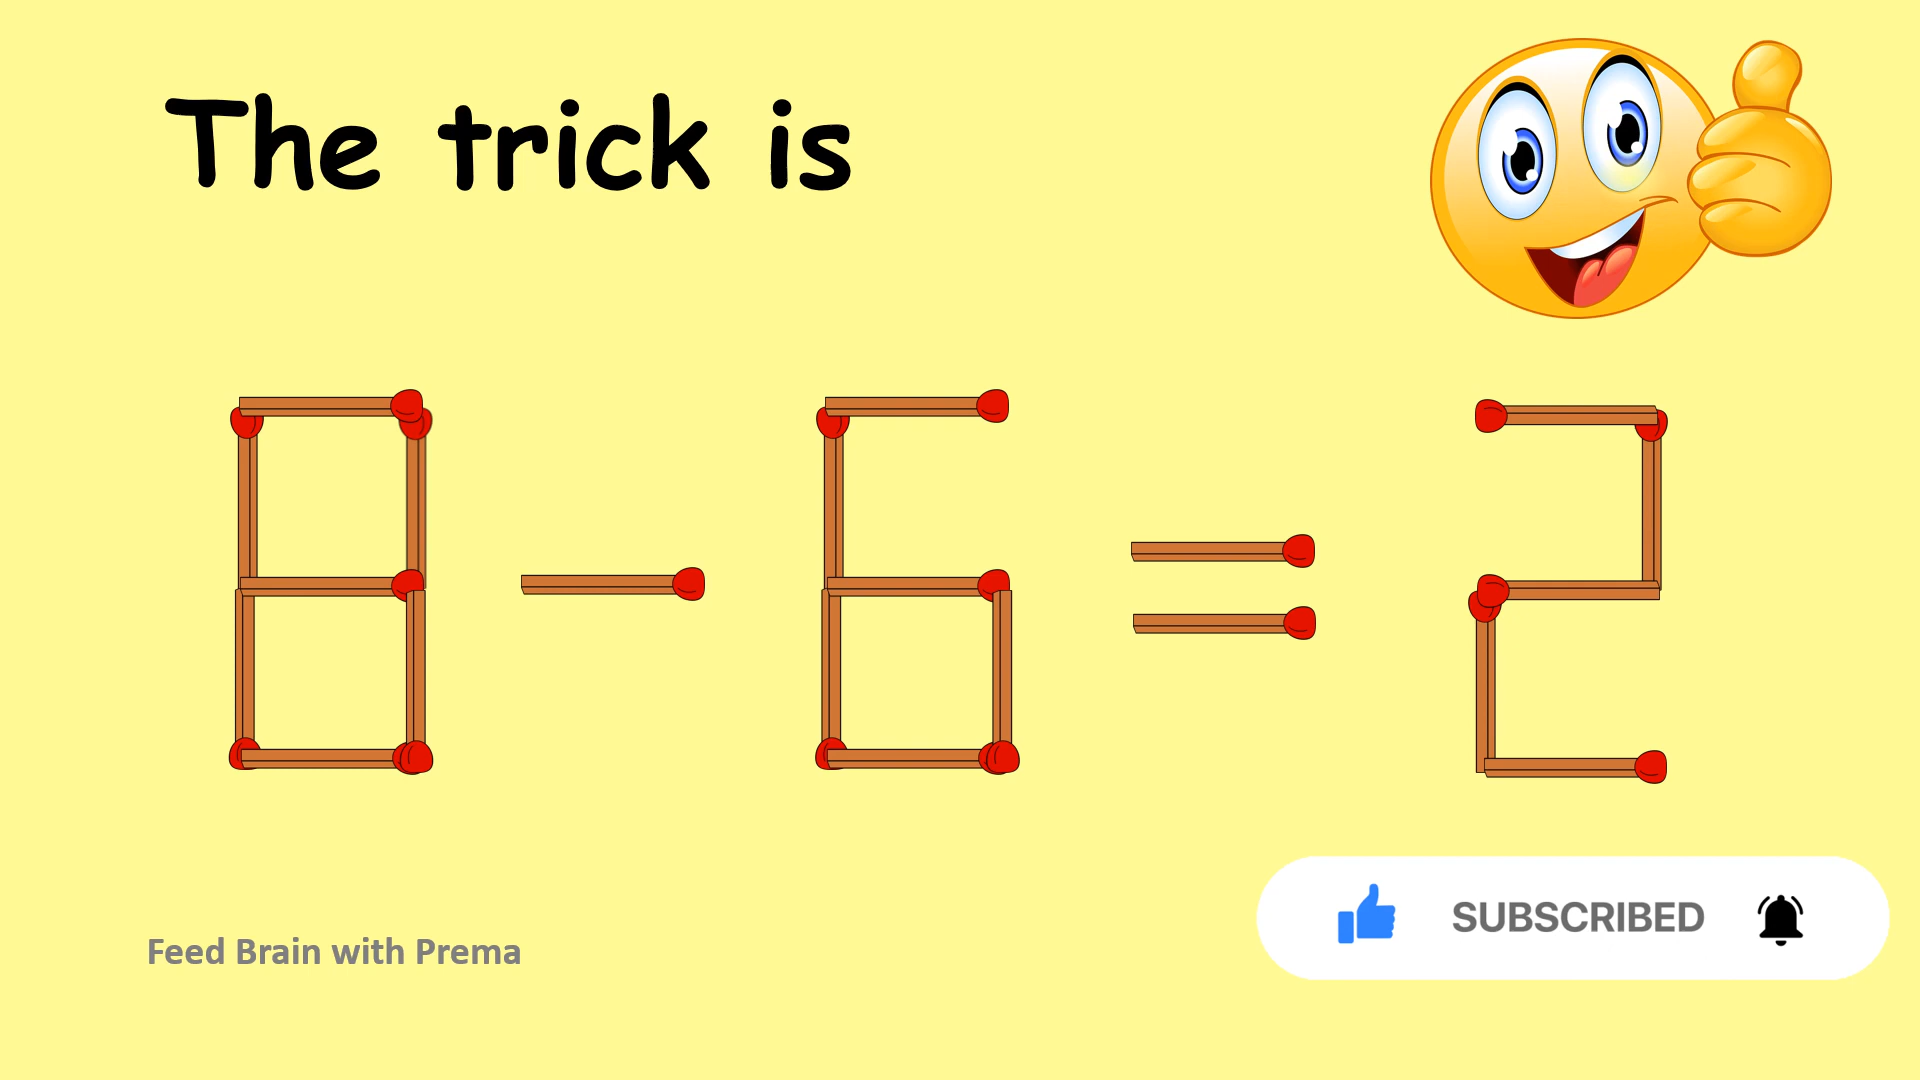 The trick is
8 - 6 = 2
SUBSCRIBED
Feed Brain with Prema